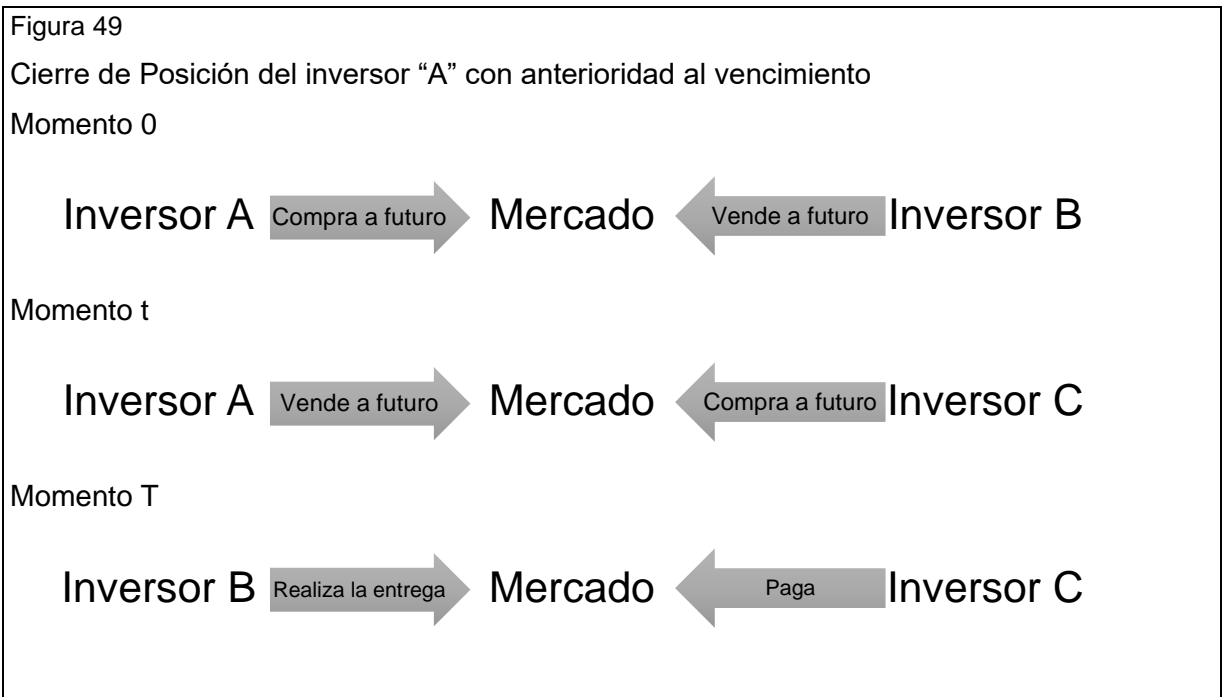 Figura 49
Cierre de Posición del inversor “A” con anterioridad al vencimiento
Momento 0
Inversor A Compra a futuro Mercado Vende a futuro Inversor B
Momento t
Inversor A Vende a futuro Mercado Compra a futuro Inversor C
Momento T
Inversor B Realiza la entrega Mercado Paga Inversor C